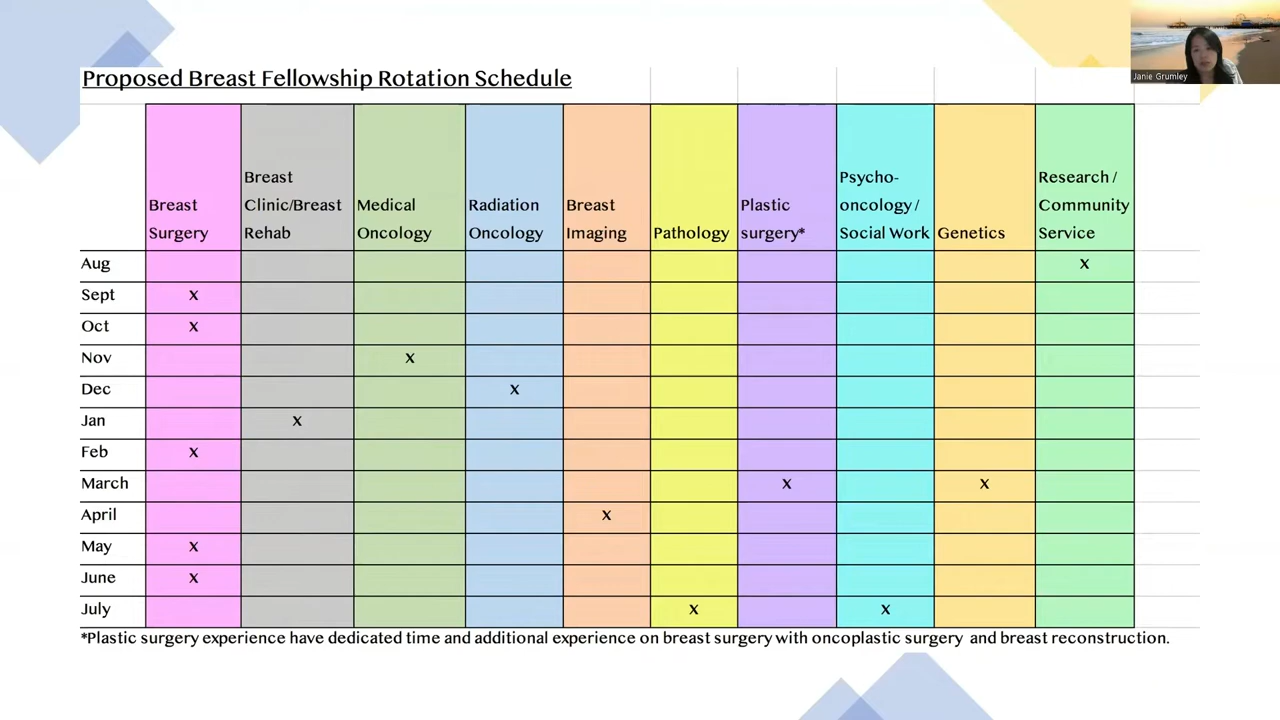 Janie Grumley
Proposed Breast Fellowship Rotation Schedule
Breast Surgery Breast Clinic/Breast Rehab Medical Oncology Radiation Oncology Breast Imaging Pathology Plastic surgery* Psycho-oncology / Social Work Genetics Research / Community Service
Aug x
Sept x
Oct x
Nov x
Dec x
Jan x
Feb x
March x x
April x
May x
June x
July x x
*Plastic surgery experience have dedicated time and additional experience on breast surgery with oncoplastic surgery and breast reconstruction.